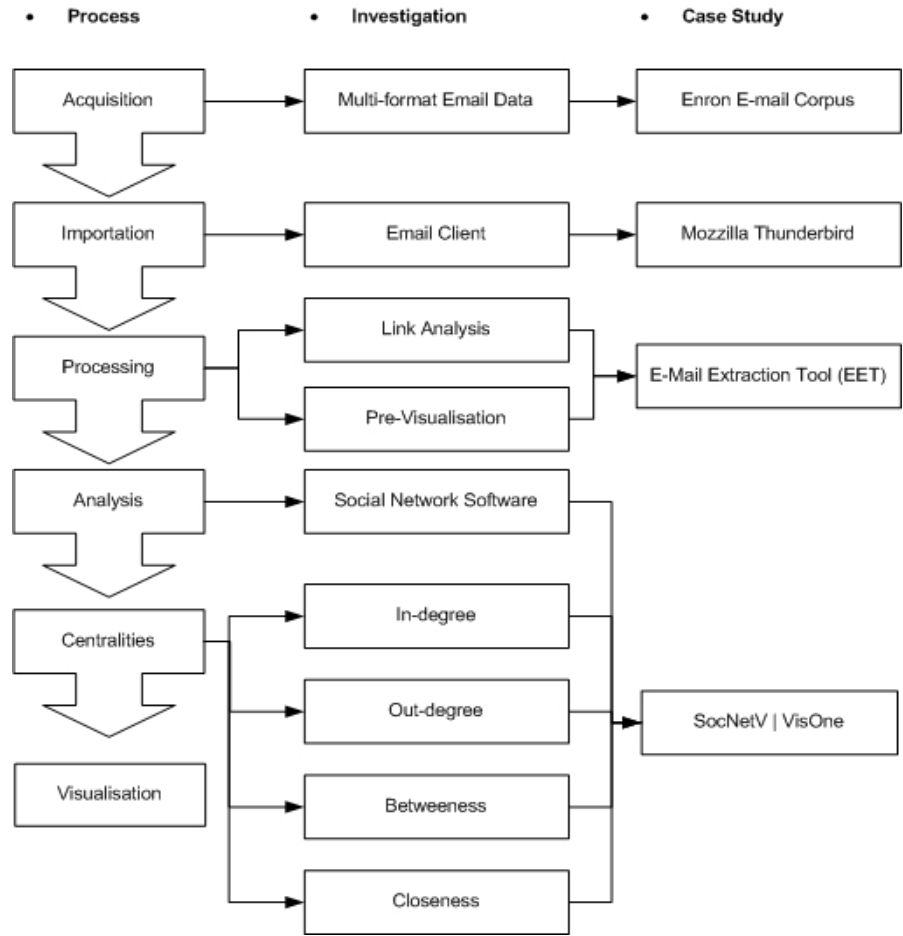 • Process • Investigation • Case Study
Acquisition Multi-format Email Data Enron E-mail Corpus
Importation Email Client Mozzilla Thunderbird
Link Analysis
Processing E-Mail Extraction Tool (EET)
Pre-Visualisation
Analysis Social Network Software
In-degree
Centralities
Out-degree
SocNetV | VisOne
Visualisation
Betweeness
Closeness